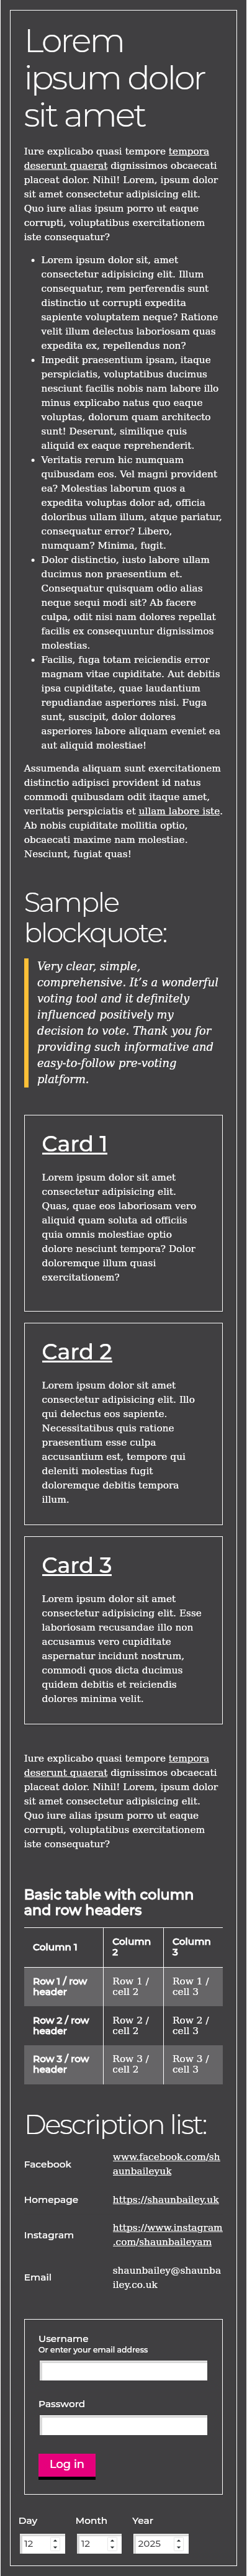 Lorem
ipsum dolor
sit amet
Iure explicabo quasi tempore tempora
deserunt quaerat dignissimos obcaecati
placeat dolor. Nihil! Lorem, ipsum dolor
sit amet consectetur adipisicing elit.
Quo iure alias ipsum porro ut eaque
corrupti, voluptatibus exercitationem
iste consequatur?
• Lorem ipsum dolor sit, amet
consectetur adipisicing elit. Illum
consequatur, rem perferendis sunt
distinctio ut corrupti expedita
sapiente voluptatem neque? Ratione
velit illum delectus laboriosam quas
expedita ex, repellendus non?
• Impedit praesentium ipsam, itaque
perspiciatis, voluptatibus ducimus
nesciunt facilis nobis nam labore illo
minus explicabo natus quo eaque
voluptas, dolorum quam architecto
sunt! Deserunt, similique quis
aliquid ex eaque reprehenderit.
• Veritatis rerum hic numquam
quibusdam eos. Vel magni provident
ea? Molestias laborum quos a
expedita voluptas dolor ad, officia
doloribus ullam illum, atque pariatur,
consequatur error? Libero,
numquam? Minima, fugit.
• Dolor distinctio, iusto labore ullam
ducimus non praesentium et.
Consequatur quisquam odio alias
neque sequi modi sit? Ab facere
culpa, odit nisi nam dolores repellat
facilis ex consequuntur dignissimos
molestias.
• Facilis, fuga totam reiciendis error
magnam vitae cupiditate. Aut debitis
ipsa cupiditate, quae laudantium
repudiandae asperiores nisi. Fuga
sunt, suscipit, dolor dolores
asperiores labore aliquam eveniet ea
aut aliquid molestiae!
Assumenda aliquam sunt exercitationem
distinctio adipisci provident id natus
commodi quibusdam odit itaque amet,
veritatis perspiciatis et ullam labore iste.
Ab nobis cupiditate mollitia optio,
obcaecati maxime nam molestiae.
Nesciunt, fugiat quas!
Sample
blockquote:
Very clear, simple,
comprehensive. It's a wonderful
voting tool and it definitely
influenced positively my
decision to vote. Thank you for
providing such informative and
easy-to-follow pre-voting
platform.
Card 1
Lorem ipsum dolor sit amet
consectetur adipisicing elit.
Quas, quae eos laboriosam vero
aliquid quam soluta ad officiis
quia omnis molestiae optio
dolore nesciunt tempora? Dolor
doloremque illum quasi
exercitationem?
Card 2
Lorem ipsum dolor sit amet
consectetur adipisicing elit. Illo
qui delectus eos sapiente.
Necessitatibus quis ratione
praesentium esse culpa
accusantium est, tempore qui
deleniti molestias fugit
doloremque debitis tempora
illum.
Card 3
Lorem ipsum dolor sit amet
consectetur adipisicing elit. Esse
laboriosam recusandae illo non
accusamus vero cupiditate
aspernatur incidunt nostrum,
commodi quos dicta ducimus
quidem debitis et reiciendis
dolores minima velit.
Iure explicabo quasi tempore tempora
deserunt quaerat dignissimos obcaecati
placeat dolor. Nihil! Lorem, ipsum dolor
sit amet consectetur adipisicing elit.
Quo iure alias ipsum porro ut eaque
corrupti, voluptatibus exercitationem
iste consequatur?
Basic table with column
and row headers
Column 1 Column 2 Column 3
Row 1 / row header Row 1 / cell 2 Row 1 / cell 3
Row 2 / row header Row 2 / cell 2 Row 2 / cell 3
Row 3 / row header Row 3 / cell 2 Row 3 / cell 3
Description list:
Facebook www.facebook.com/shaunbaileyuk
Homepage https://shaunbailey.uk
Instagram https://www.instagram.com/shaunbaileyam
Email shaunbailey@shaunbailey.co.uk
Username
Or enter your email address
Password
Log in
Day Month Year
12 12 2025